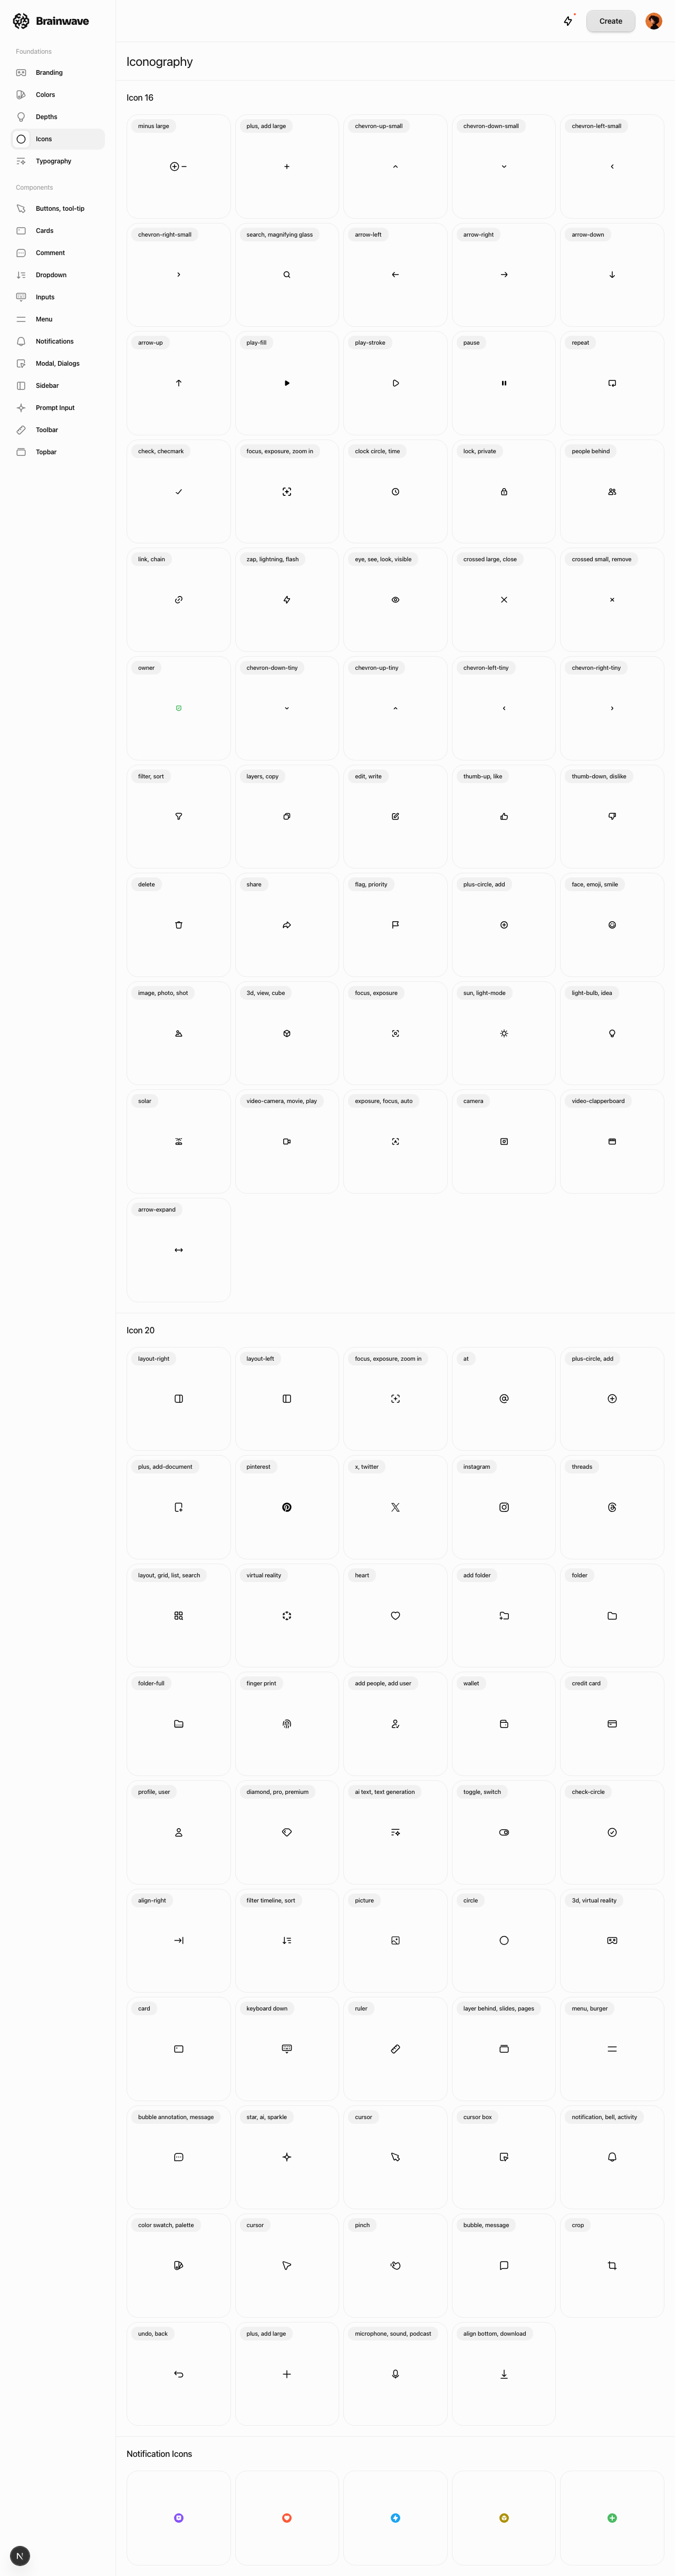 Brainwave
Create
Foundations
Branding
Colors
Depths
Icons
Typography
Components
Buttons, tool-tip
Cards
Comment
Dropdown
Inputs
Menu
Notifications
Modal, Dialogs
Sidebar
Prompt Input
Toolbar
Topbar
Iconography
Icon 16
minus large
plus, add large
chevron-up-small
chevron-down-small
chevron-left-small
chevron-right-small
search, magnifying glass
arrow-left
arrow-right
arrow-down
arrow-up
play-fill
play-stroke
pause
repeat
check, checmark
focus, exposure, zoom in
clock circle, time
lock, private
people behind
link, chain
zap, lightning, flash
eye, see, look, visible
crossed large, close
crossed small, remove
owner
chevron-down-tiny
chevron-up-tiny
chevron-left-tiny
chevron-right-tiny
filter, sort
layers, copy
edit, write
thumb-up, like
thumb-down, dislike
delete
share
flag, priority
plus-circle, add
face, emoji, smile
image, photo, shot
3d, view, cube
focus, exposure
sun, light-mode
light-bulb, idea
solar
video-camera, movie, play
exposure, focus, auto
camera
video-clapperboard
arrow-expand
Icon 20
layout-right
layout-left
focus, exposure, zoom in
at
plus-circle, add
plus, add-document
pinterest
x, twitter
instagram
threads
layout, grid, list, search
virtual reality
heart
add folder
folder
folder-full
finger print
add people, add user
wallet
credit card
profile, user
diamond, pro, premium
ai text, text generation
toggle, switch
check-circle
align-right
filter timeline, sort
picture
circle
3d, virtual reality
card
keyboard down
ruler
layer behind, slides, pages
menu, burger
bubble annotation, message
star, ai, sparkle
cursor
cursor box
notification, bell, activity
color swatch, palette
cursor
pinch
bubble, message
crop
undo, back
plus, add large
microphone, sound, podcast
align bottom, download
Notification Icons
N